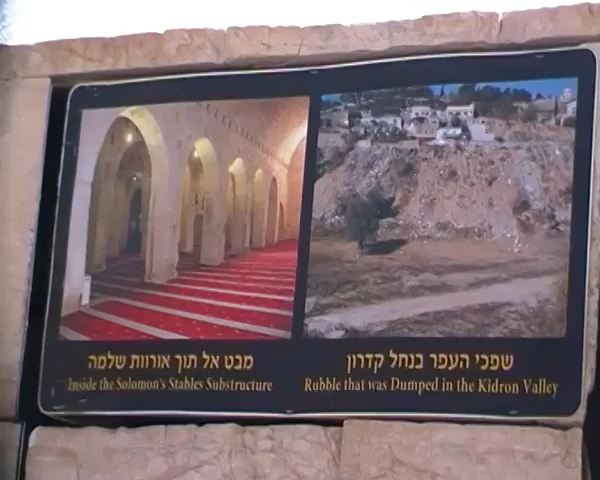 מבט אל תוך אורוות שלמה
Inside the Solomon's Stables Substructure
שפכי העפר בנחל קדרון
Rubble that was Dumped in the Kidron Valley